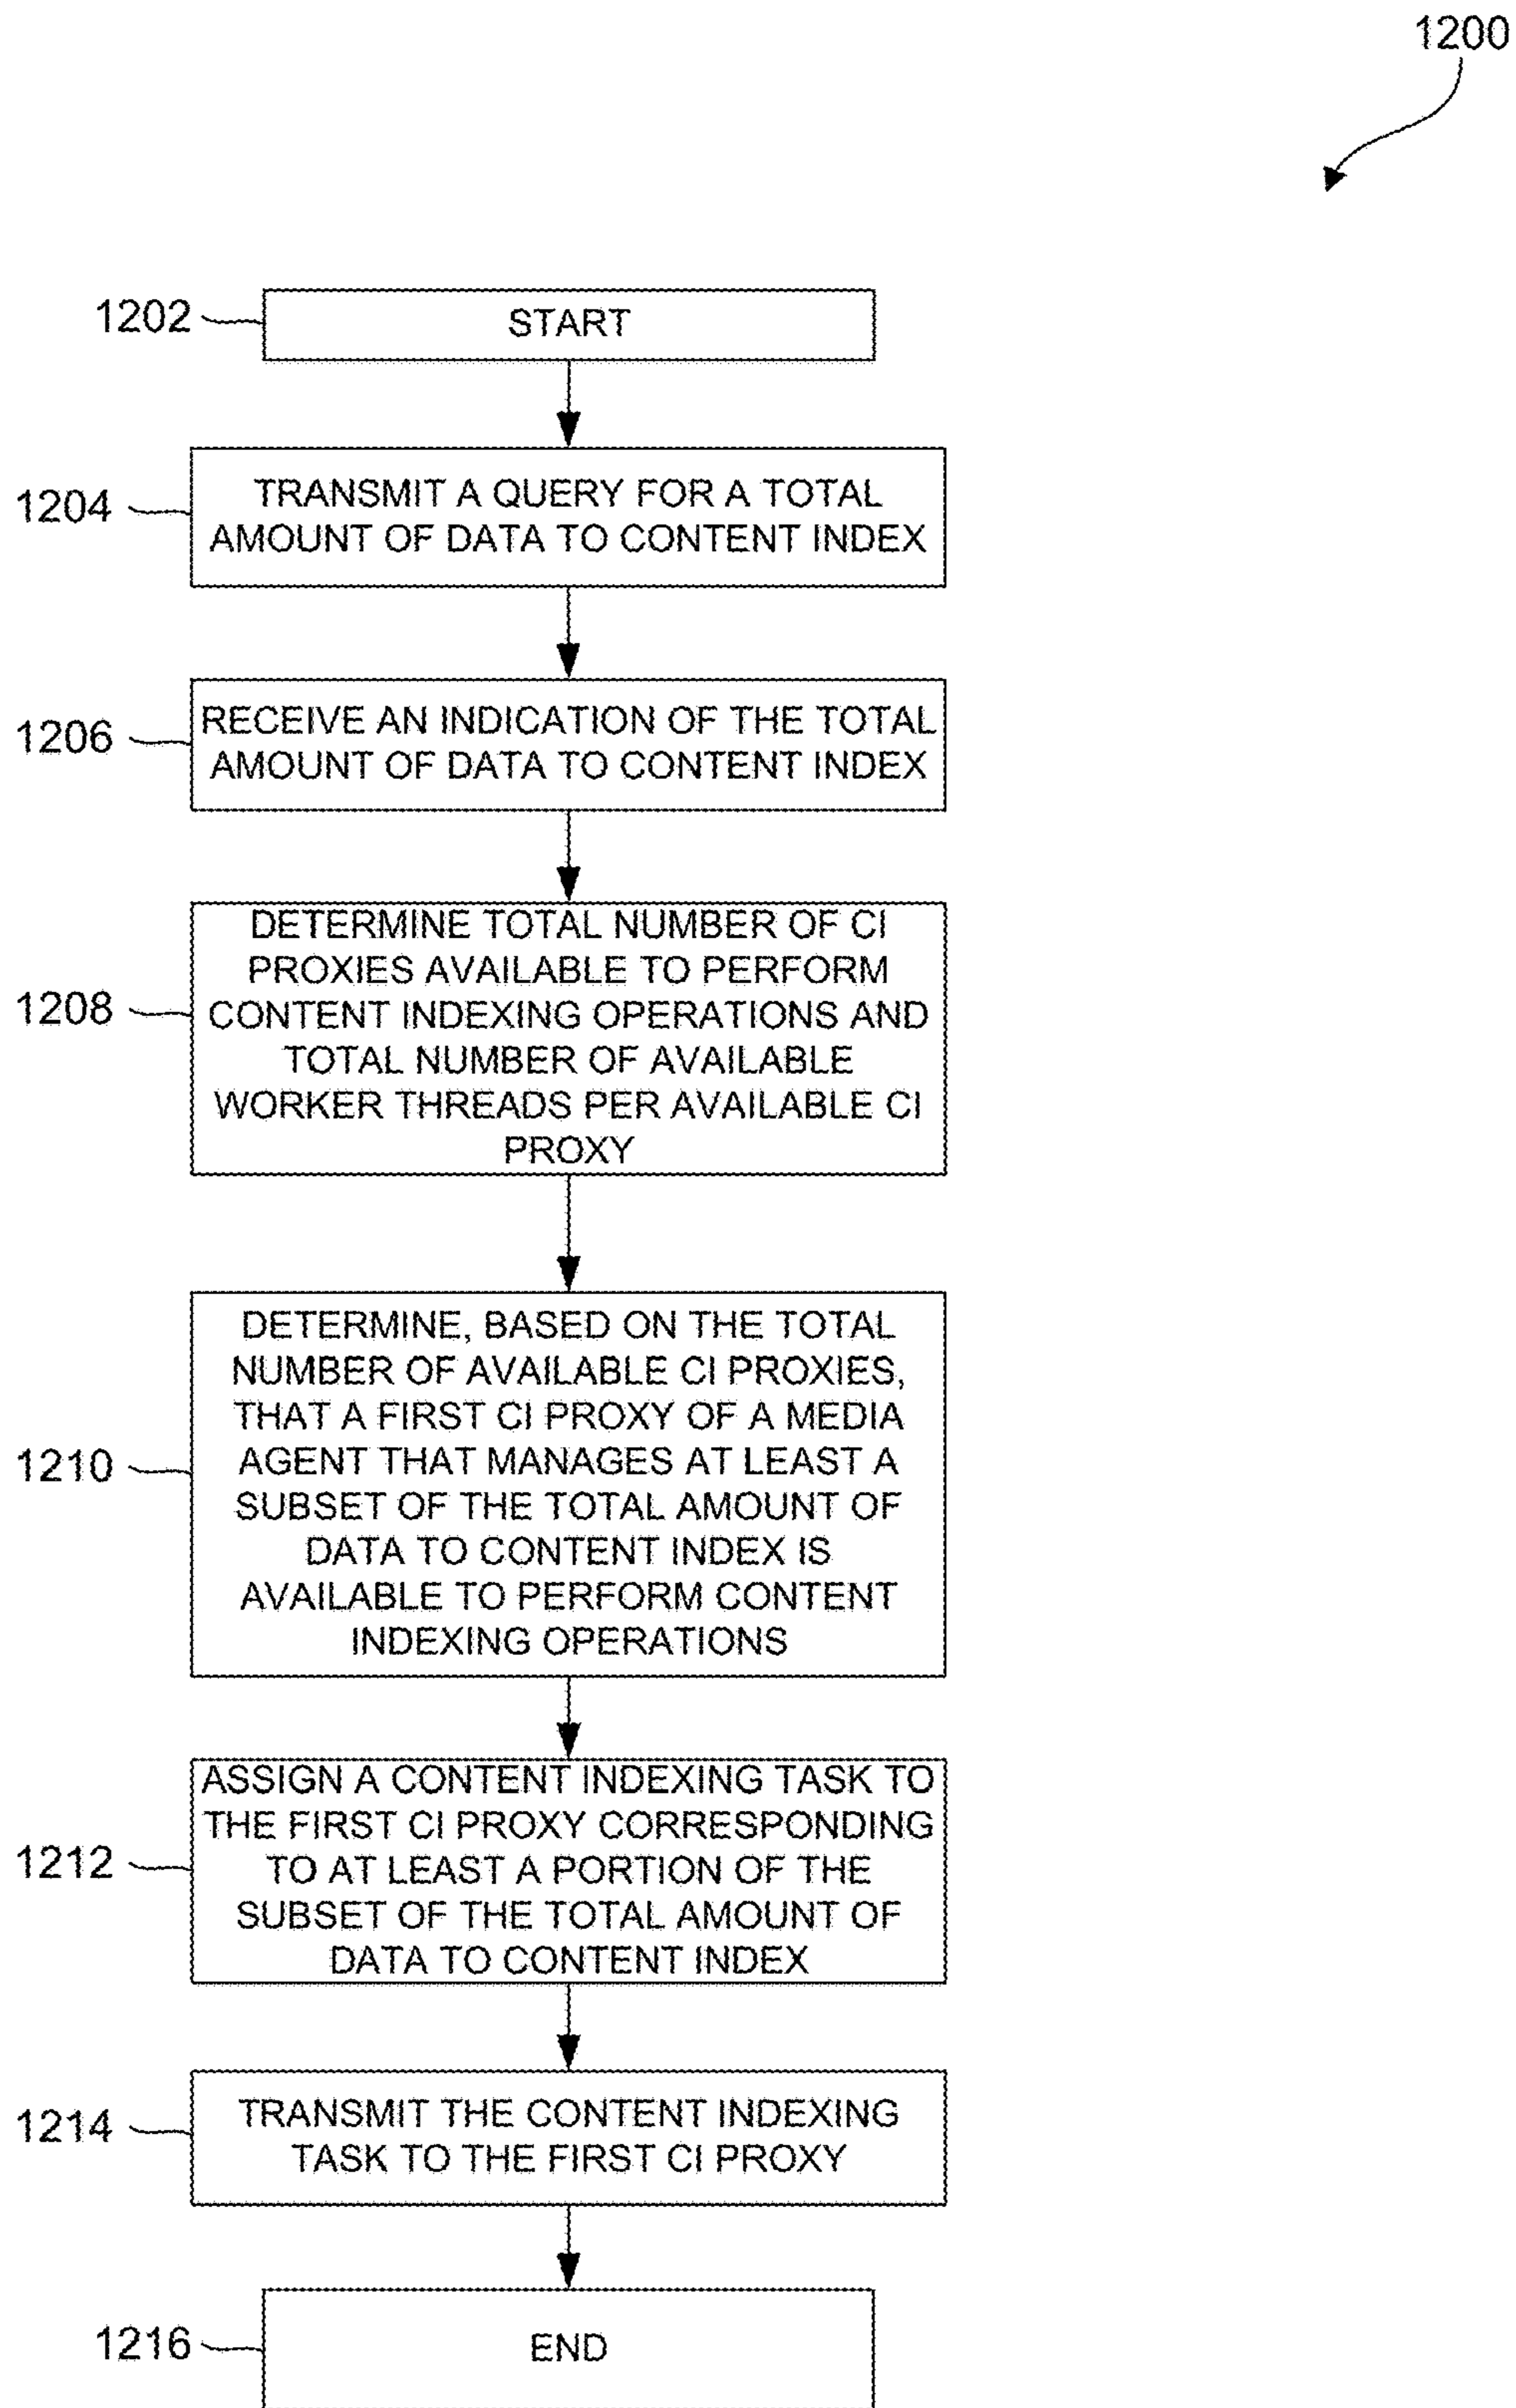 1200
1202
START
1204
TRANSMIT A QUERY FOR A TOTAL
AMOUNT OF DATA TO CONTENT INDEX
1206
RECEIVE AN INDICATION OF THE TOTAL
AMOUNT OF DATA TO CONTENT INDEX
1208
DETERMINE TOTAL NUMBER OF CI
PROXIES AVAILABLE TO PERFORM
CONTENT INDEXING OPERATIONS AND
TOTAL NUMBER OF AVAILABLE
WORKER THREADS PER AVAILABLE CI
PROXY
1210
DETERMINE, BASED ON THE TOTAL
NUMBER OF AVAILABLE CI PROXIES,
THAT A FIRST CI PROXY OF A MEDIA
AGENT THAT MANAGES AT LEAST A
SUBSET OF THE TOTAL AMOUNT OF
DATA TO CONTENT INDEX IS
AVAILABLE TO PERFORM CONTENT
INDEXING OPERATIONS
1212
ASSIGN A CONTENT INDEXING TASK TO
THE FIRST CI PROXY CORRESPONDING
TO AT LEAST A PORTION OF THE
SUBSET OF THE TOTAL AMOUNT OF
DATA TO CONTENT INDEX
1214
TRANSMIT THE CONTENT INDEXING
TASK TO THE FIRST CI PROXY
1216
END